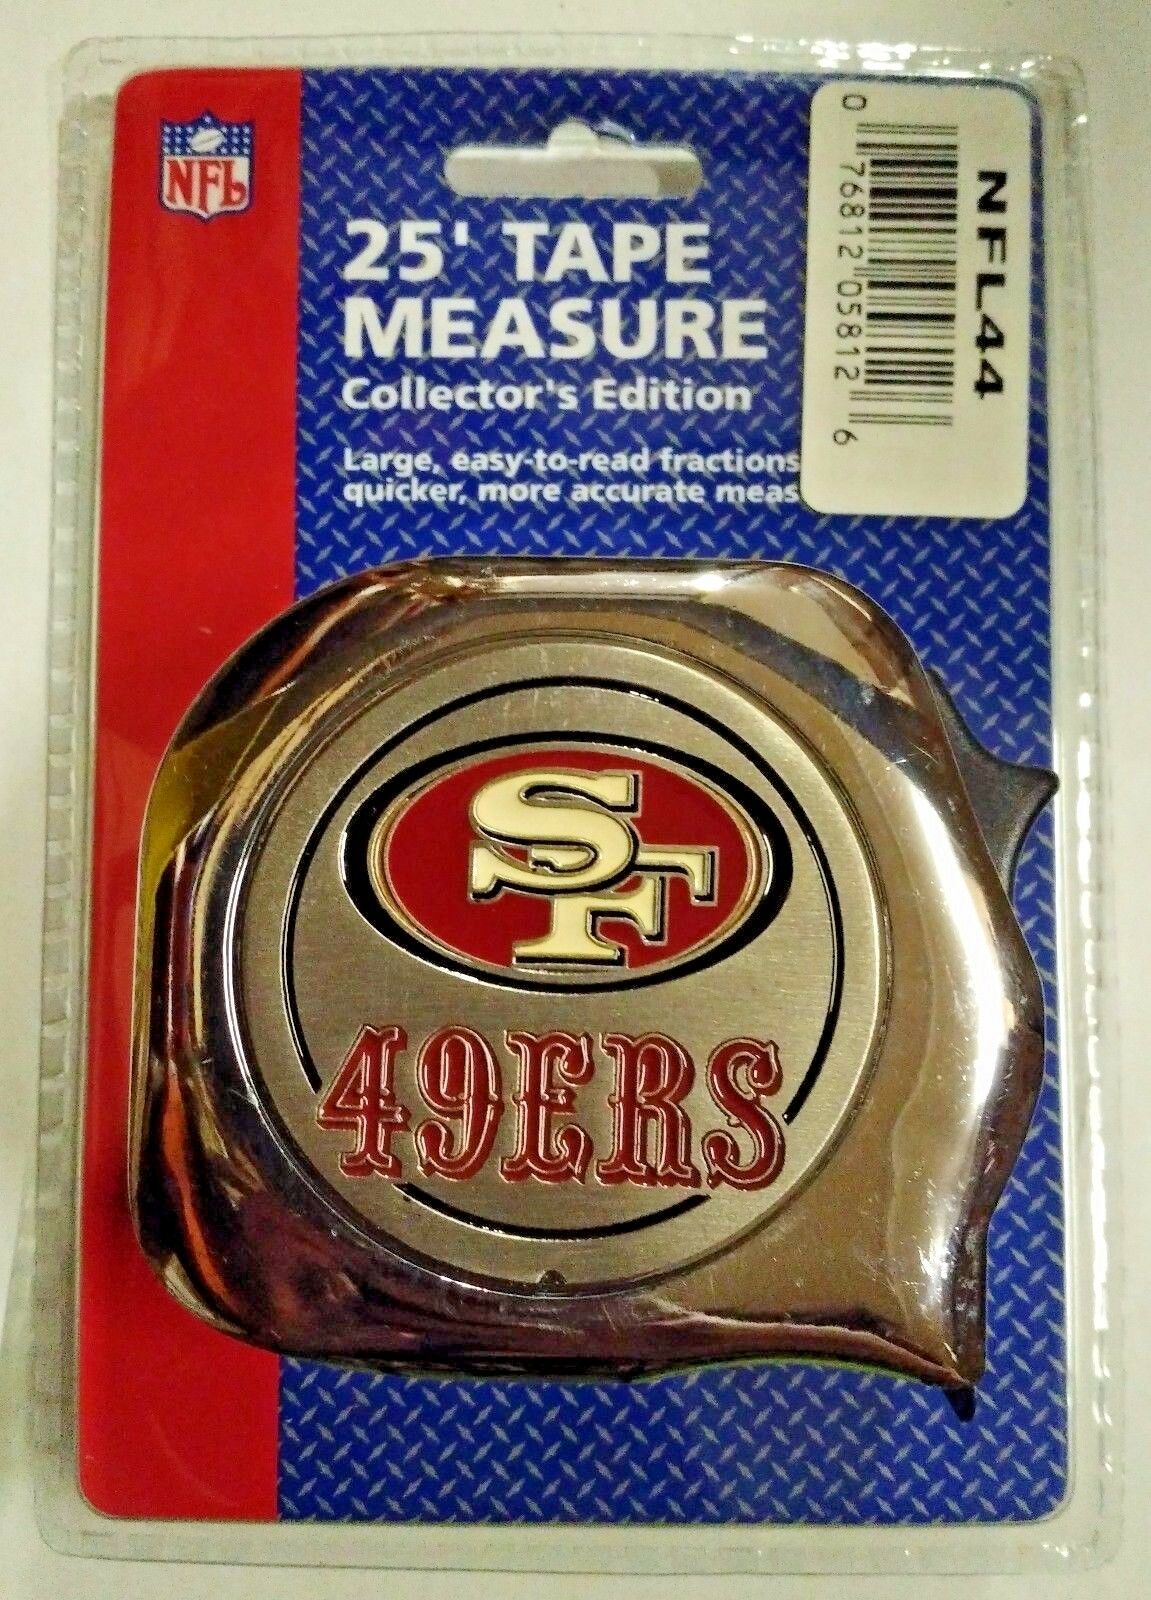 NFL
25' TAPE
MEASURE
Collector's Edition
Large, easy-to-read fractions
quicker, more accurate meas
NFL44
0 76812 05812 6
SF
49ERS